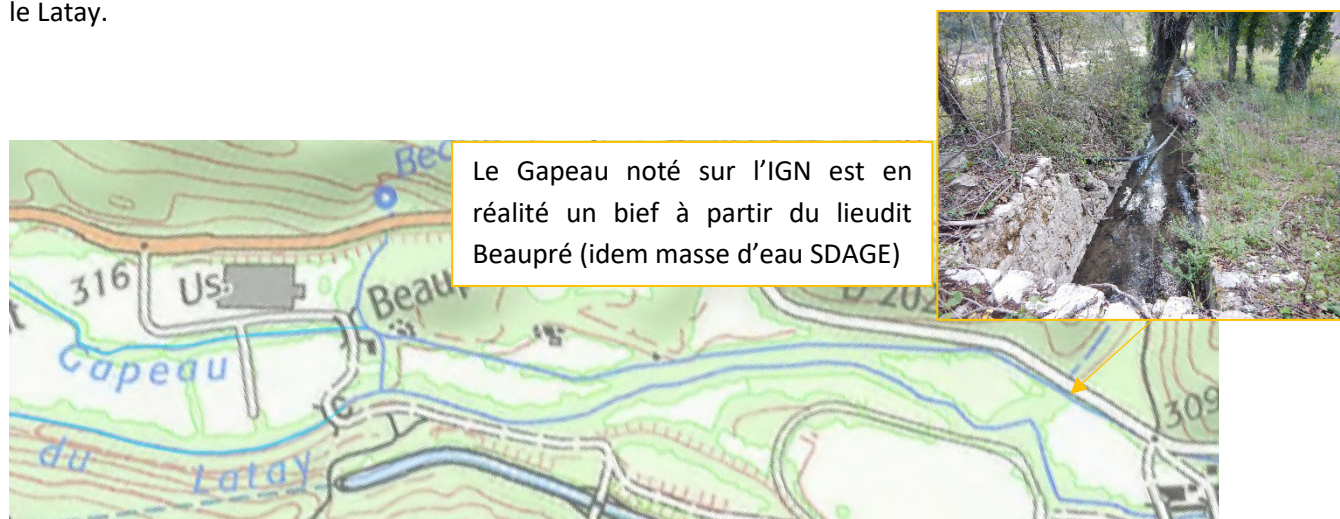 le Latay.
Le Gapeau noté sur l’IGN est en
réalité un bief à partir du lieudit
Beaupré (idem masse d’eau SDAGE)
316
Us.
Gapeau
309
du
Latay